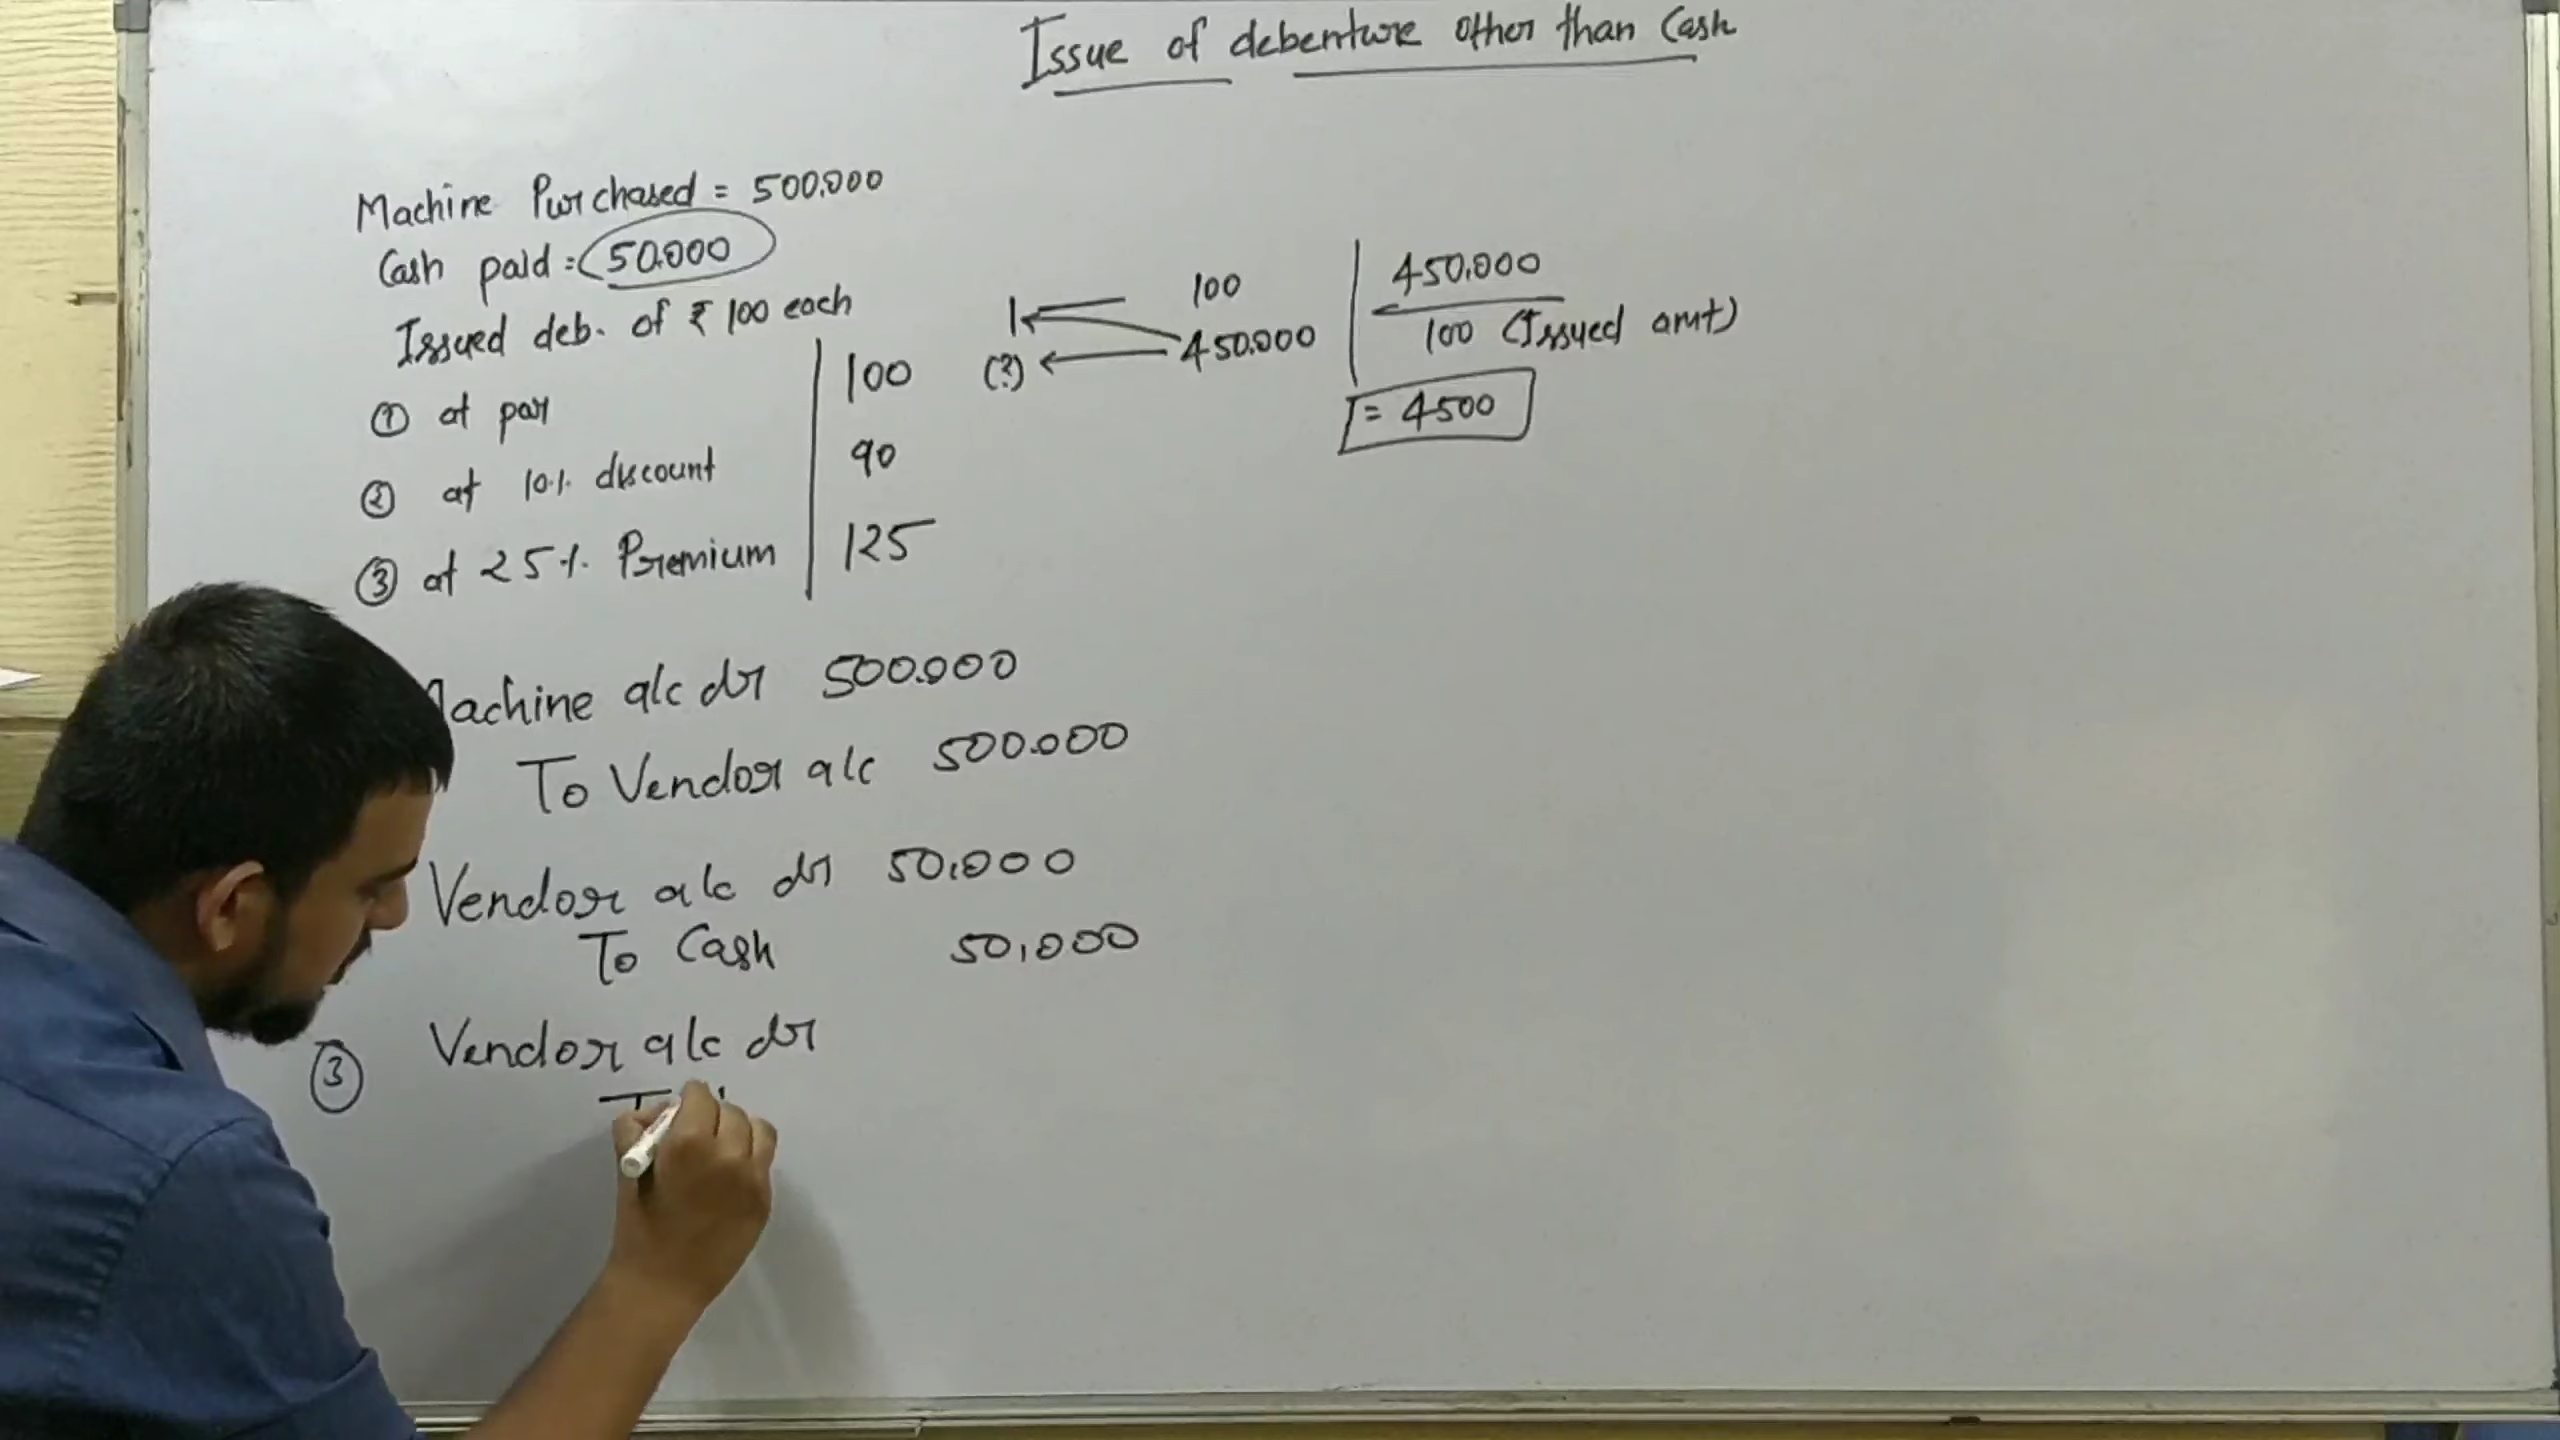 Issue of debenture other than Cash
Machine Purchased = 500.000
Cash paid = 50.000
Issued deb. of ₹ 100 each
① at par
② at 10% discount
③ at 25% Premium
100
90
125
1 100
(?) 450.000
450.000
100 (Issued amt)
= 4500
achine a/c dr 500.000
To Vendor a/c 500.000
Vendor a/c dr 50,000
To Cash 50,000
③ Vendor a/c dr